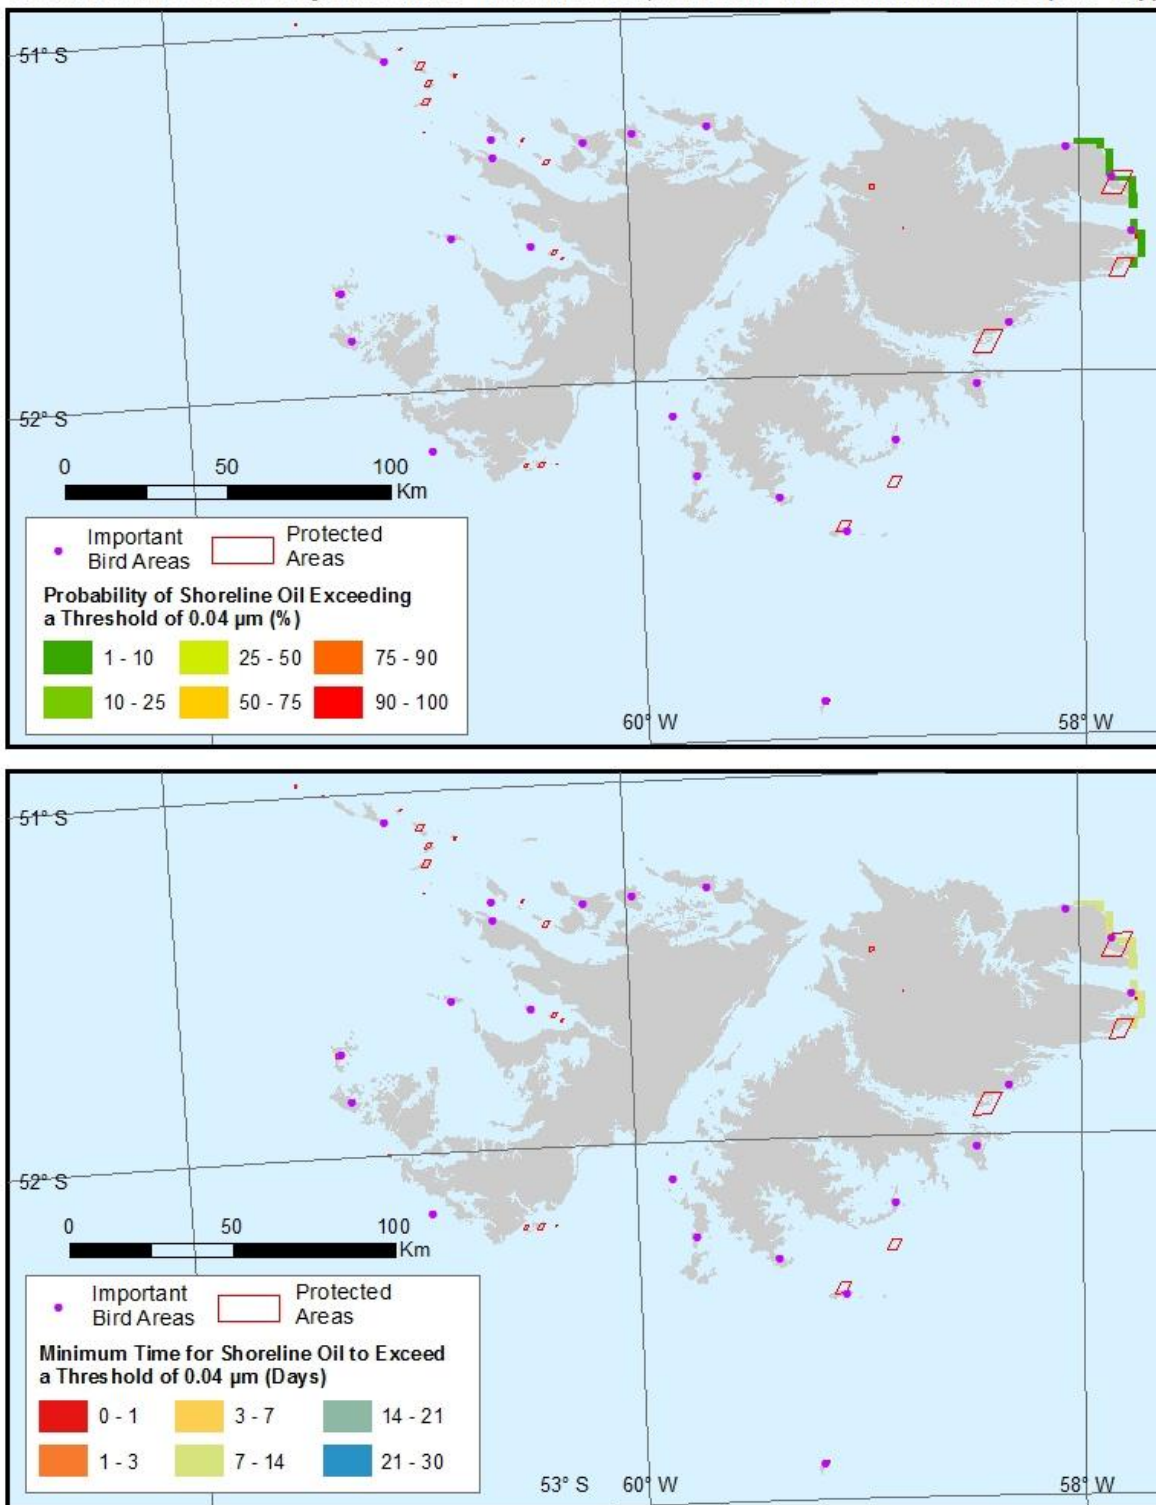 51° S
52° S
0 50 100
Km
Important Bird Areas
Protected Areas
Probability of Shoreline Oil Exceeding
a Threshold of 0.04 µm (%)
1 - 10 25 - 50 75 - 90
10 - 25 50 - 75 90 - 100
60° W 58° W
51° S
52° S
0 50 100
Km
Important Bird Areas
Protected Areas
Minimum Time for Shoreline Oil to Exceed
a Threshold of 0.04 µm (Days)
0 - 1 3 - 7 14 - 21
1 - 3 7 - 14 21 - 30
53° S 60° W 58° W